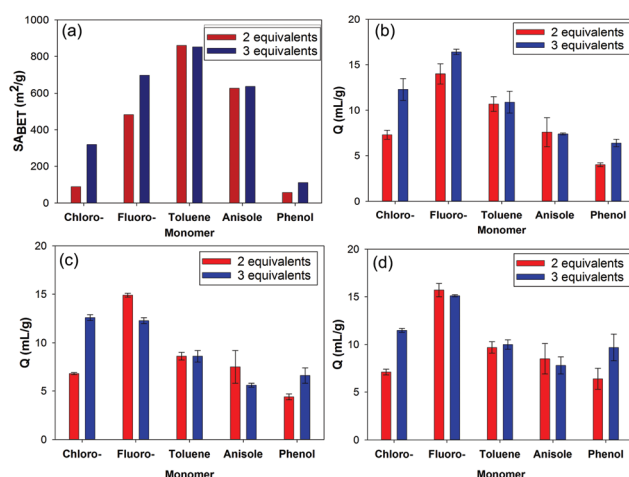 (a)
2 equivalents
3 equivalents
SA_BET (m²/g)
1000
800
600
400
200
0
Chloro- Fluoro- Toluene Anisole Phenol
Monomer
(b)
2 equivalents
3 equivalents
Q (mL/g)
20
15
10
5
0
Chloro- Fluoro- Toluene Anisole Phenol
Monomer
(c)
2 equivalents
3 equivalents
Q (mL/g)
20
15
10
5
0
Chloro- Fluoro- Toluene Anisole Phenol
Monomer
(d)
2 equivalents
3 equivalents
Q (mL/g)
20
15
10
5
0
Chloro- Fluoro- Toluene Anisole Phenol
Monomer